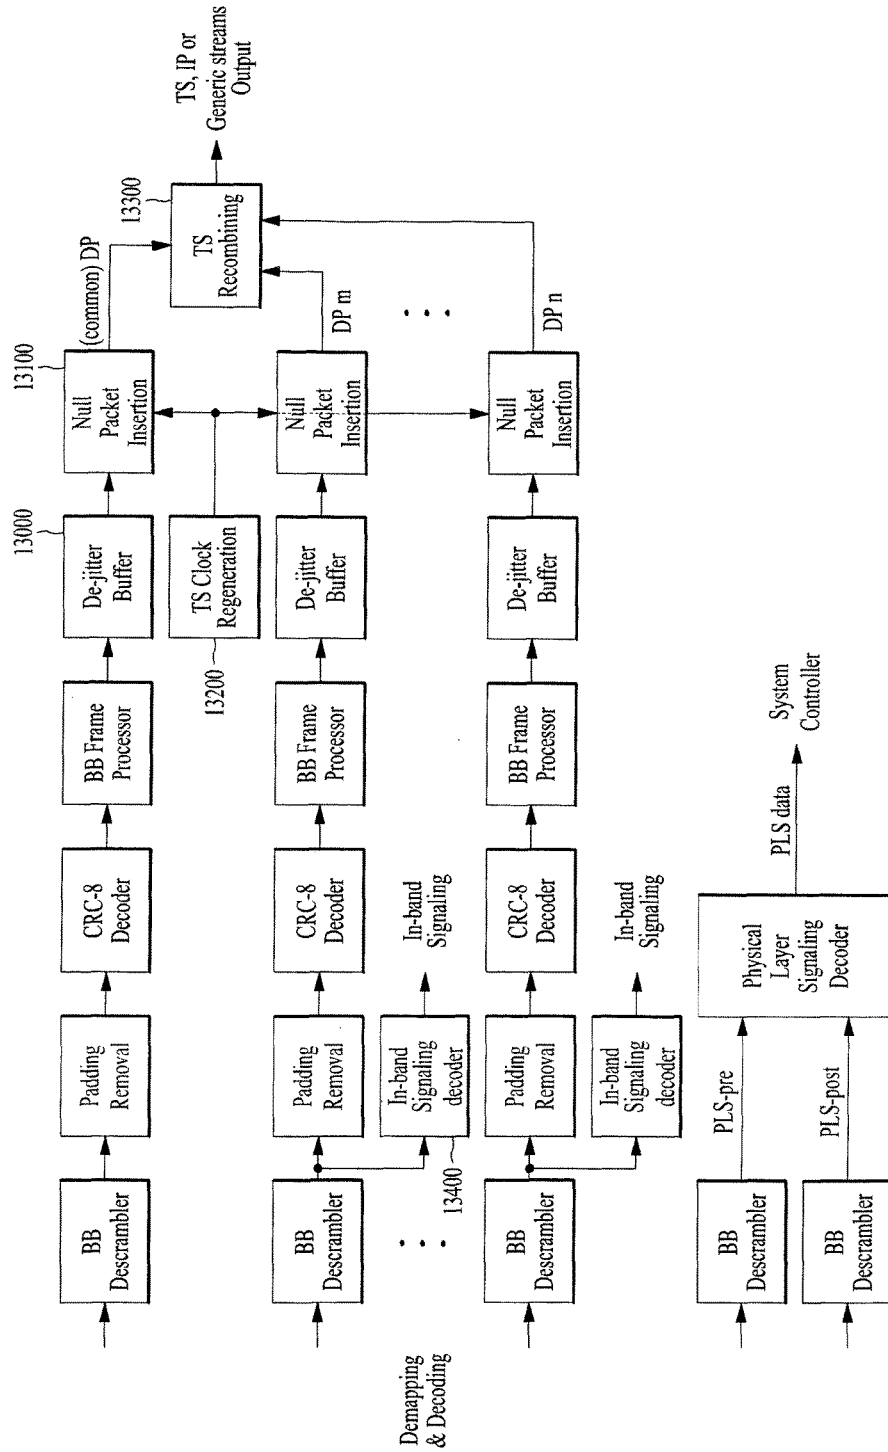 Demapping
& Decoding
BB
Descrambler
Padding
Removal
CRC-8
Decoder
BB Frame
Processor
De-jitter
Buffer
13000
Null
Packet
Insertion
13100
(common) DP
TS Clock
Regeneration
13200
TS
Recombining
13300
TS, IP or
Generic streams
Output
BB
Descrambler
Padding
Removal
CRC-8
Decoder
BB Frame
Processor
De-jitter
Buffer
Null
Packet
Insertion
DP m
In-band
Signaling
decoder
13400
In-band
Signaling
BB
Descrambler
Padding
Removal
CRC-8
Decoder
BB Frame
Processor
De-jitter
Buffer
Null
Packet
Insertion
DP n
In-band
Signaling
decoder
In-band
Signaling
BB
Descrambler
PLS-pre
BB
Descrambler
PLS-post
Physical
Layer
Signaling
Decoder
PLS data
System
Controller